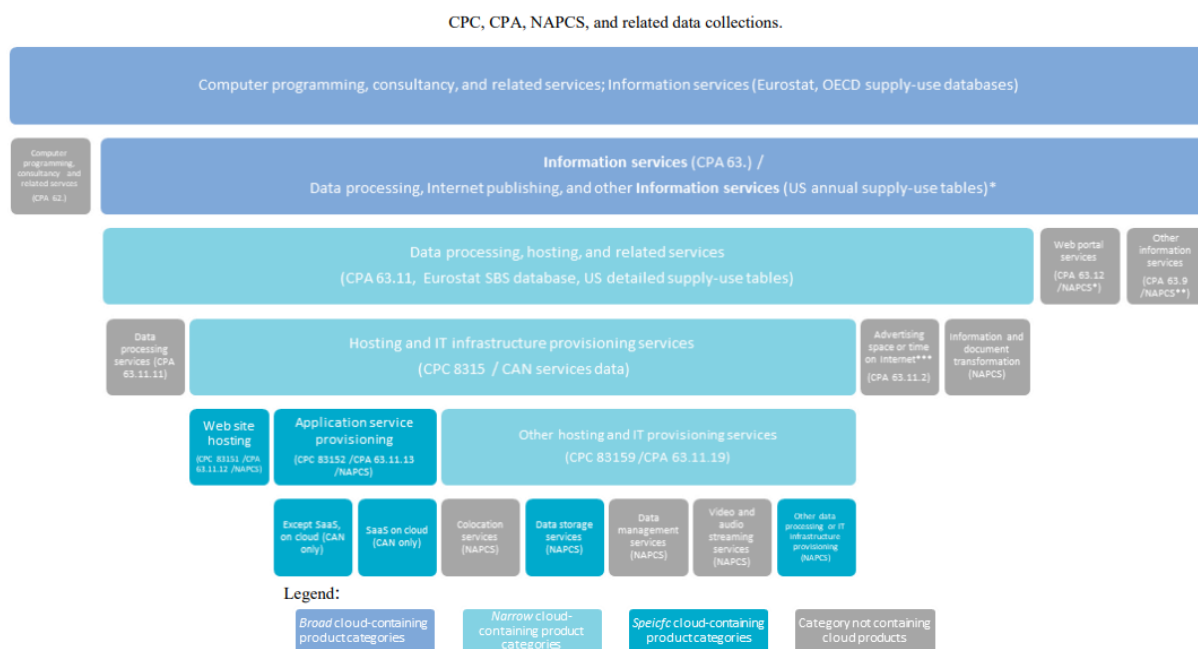 CPC, CPA, NAPCS, and related data collections.
Computer programming, consultancy, and related services; Information services (Eurostat, OECD supply-use databases)
Computer
programming,
consultancy and
related services
(CPA 62.)
Information services (CPA 63.) /
Data processing, Internet publishing, and other Information services (US annual supply-use tables)*
Data processing, hosting, and related services
(CPA 63.11, Eurostat SBS database, US detailed supply-use tables)
Web portal
services
(CPA 63.12
/NAPCS*)
Other
information
services
(CPA 63.9
/NAPCS**)
Data
processing
services (CPA
63.11.11)
Hosting and IT infrastructure provisioning services
(CPC 8315 / CAN services data)
Advertising
space or time
on Internet***
(CPA 63.11.2)
Information and
document
transformation
(NAPCS)
Web site
hosting
(CPC 83151 /CPA
63.11.12 /NAPCS)
Application service
provisioning
(CPC 83152 /CPA 63.11.13
/NAPCS)
Other hosting and IT provisioning services
(CPC 83159 /CPA 63.11.19)
Except SaaS,
on cloud (CAN
only)
SaaS on cloud
(CAN only)
Colocation
services
(NAPCS)
Data storage
services
(NAPCS)
Data
management
services
(NAPCS)
Video and
audio
streaming
services
(NAPCS)
Other data
processing or IT
infrastructure
provisioning
(NAPCS)
Legend:
Broad cloud-containing
product categories
Narrow cloud-
containing product
categories
Speicfc cloud-containing
product categories
Category not containing
cloud products